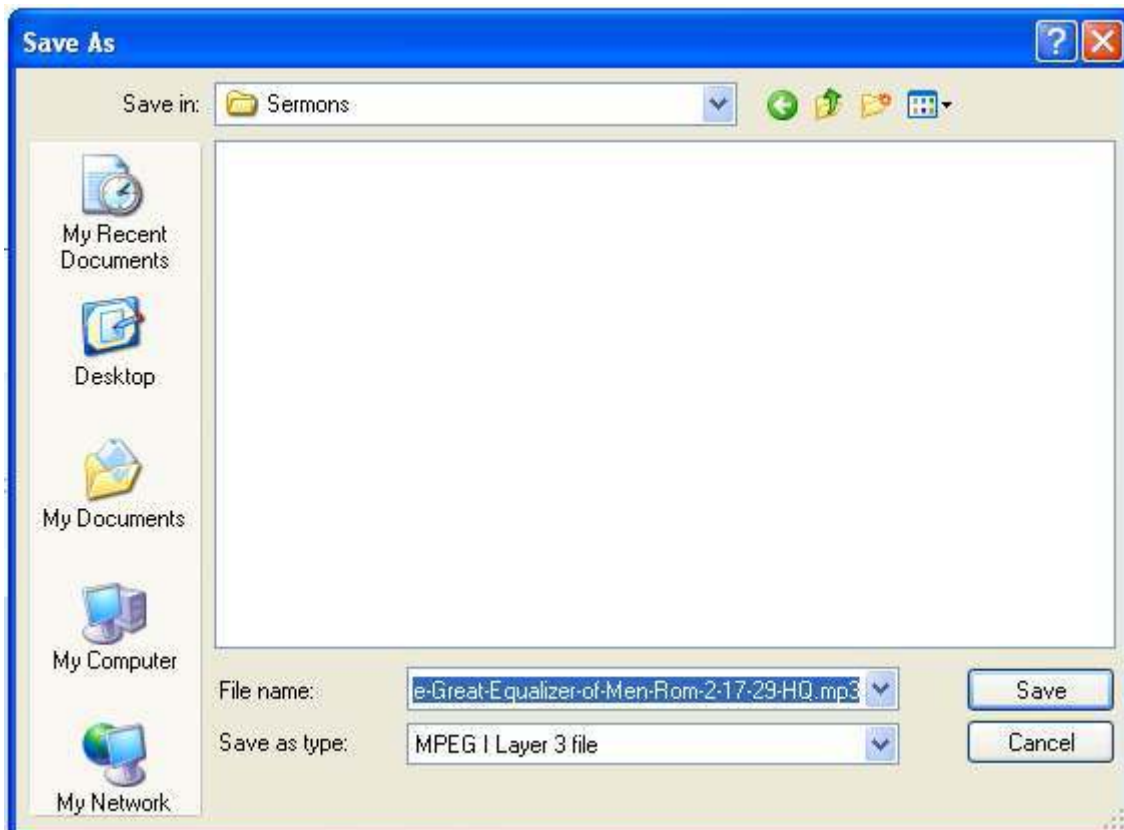 Save As
Save in: Sermons
My Recent
Documents
Desktop
My Documents
My Computer
My Network
File name: e-Great-Equalizer-of-Men-Rom-2-17-29-HQ.mp3 Save
Save as type: MPEG I Layer 3 file Cancel